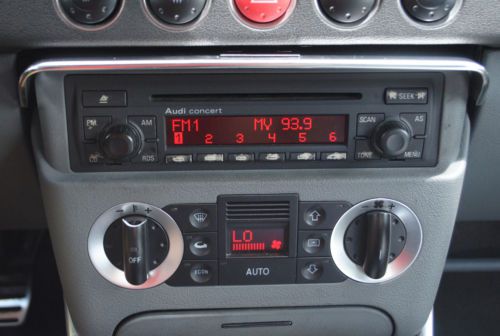 Audi
Audi concert
SEEK
FM AM
SCAN AS
FM1 MV 93.9
1 2 3 4 5 6
RDS
TONE MENU
LO
OFF
ECON
AUTO